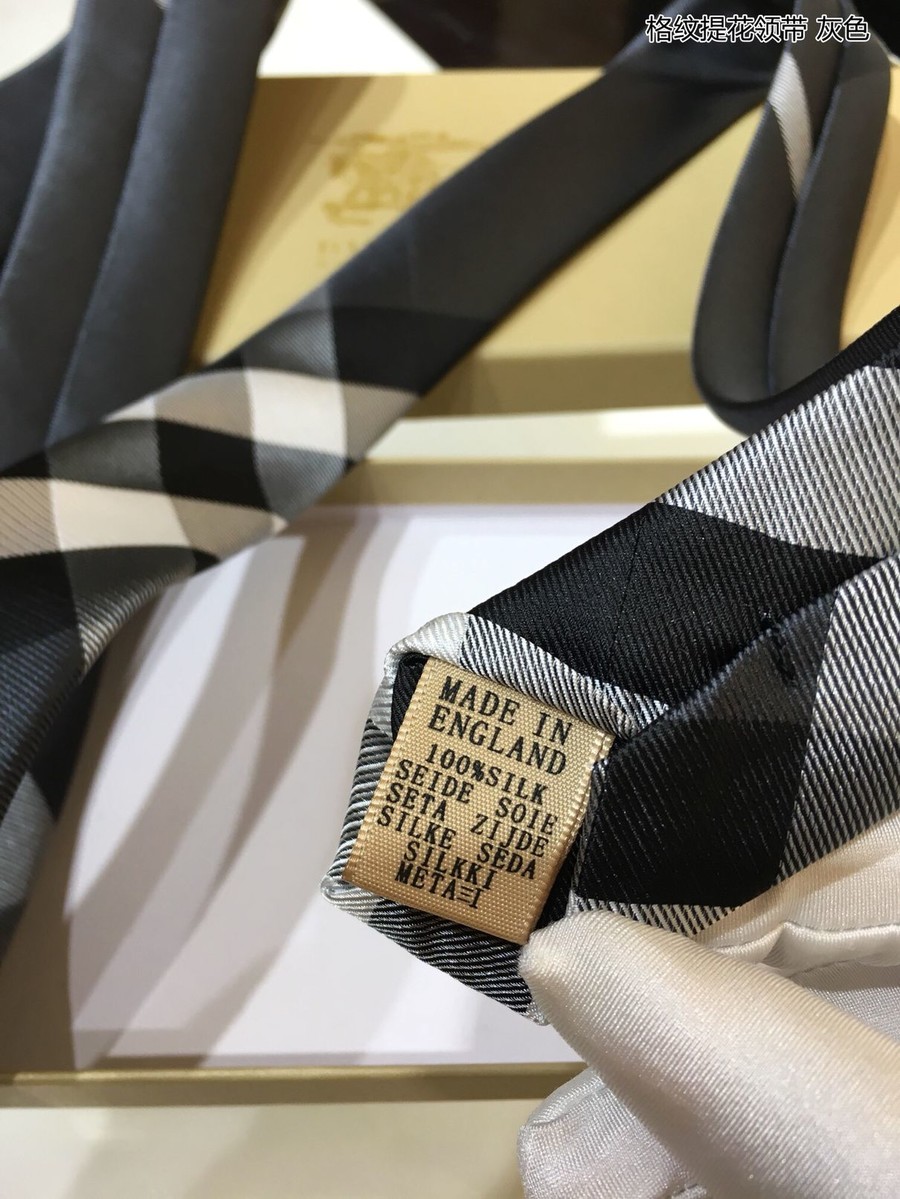 格纹提花领带 灰色
MADE IN
ENGLAND
100%SILK
SEIDE SOIE
SETA ZIJDE
SILKE SEDA
SILKKI